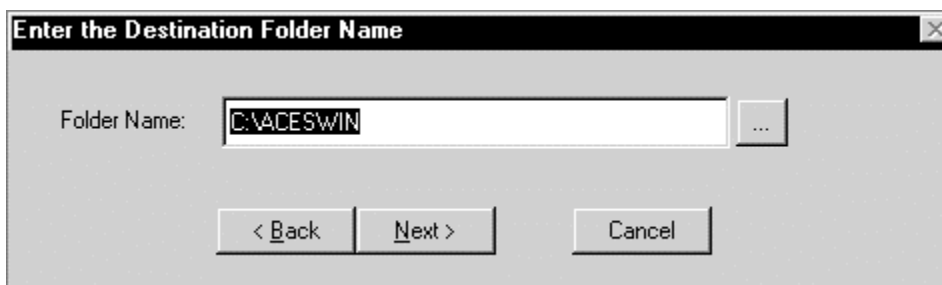 Enter the Destination Folder Name
Folder Name: C:\ACESWIN ...
< Back Next > Cancel